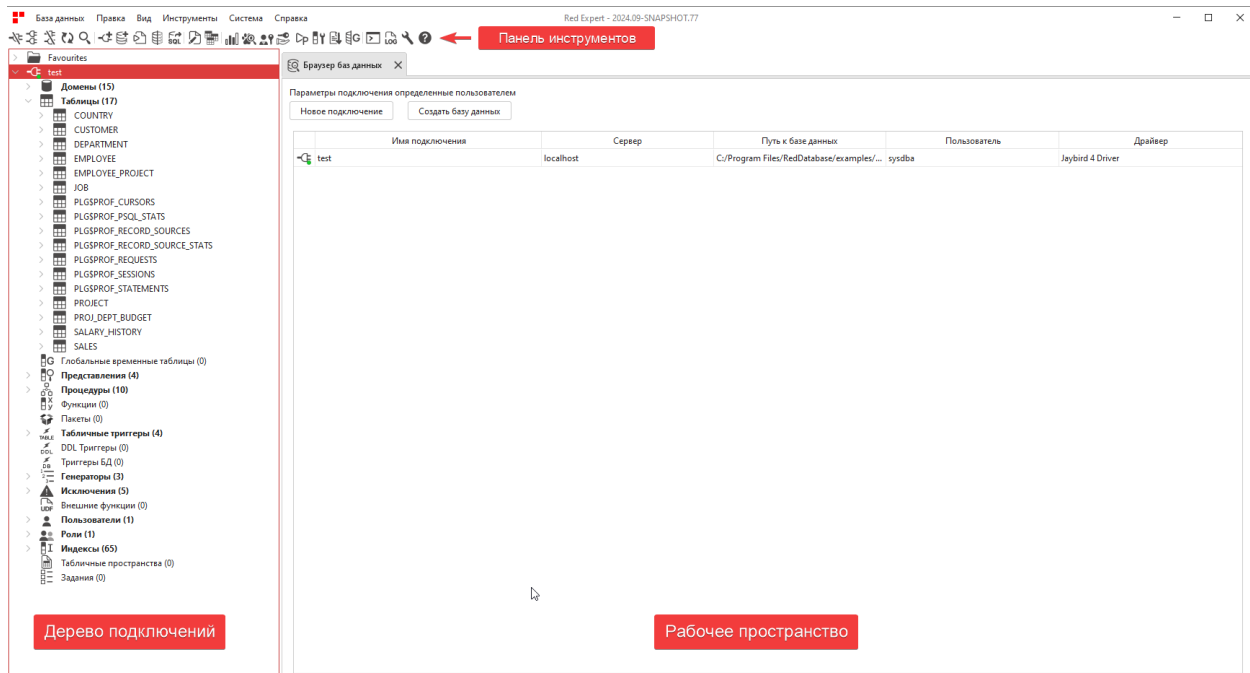 База данных Правка Вид Инструменты Система Справка
Red Expert - 2024.09-SNAPSHOT.77
Панель инструментов
Favourites
test
Домены (15)
Таблицы (17)
COUNTRY
CUSTOMER
DEPARTMENT
EMPLOYEE
EMPLOYEE_PROJECT
JOB
PLG$PROF_CURSORS
PLG$PROF_PSQL_STATS
PLG$PROF_RECORD_SOURCES
PLG$PROF_RECORD_SOURCE_STATS
PLG$PROF_REQUESTS
PLG$PROF_SESSIONS
PLG$PROF_STATEMENTS
PROJECT
PROJ_DEPT_BUDGET
SALARY_HISTORY
SALES
Глобальные временные таблицы (0)
Представления (4)
Процедуры (10)
Функции (0)
Пакеты (0)
Табличные триггеры (4)
DDL Триггеры (0)
Триггеры БД (0)
Генераторы (3)
Исключения (5)
Внешние функции (0)
Пользователи (1)
Роли (1)
Индексы (65)
Табличные пространства (0)
Задания (0)
Дерево подключений
Браузер баз данных
Параметры подключения определенные пользователем
Новое подключение Создать базу данных
Имя подключения Сервер Путь к базе данных Пользователь Драйвер
test localhost C:/Program Files/RedDatabase/examples/... sysdba Jaybird 4 Driver
Рабочее пространство